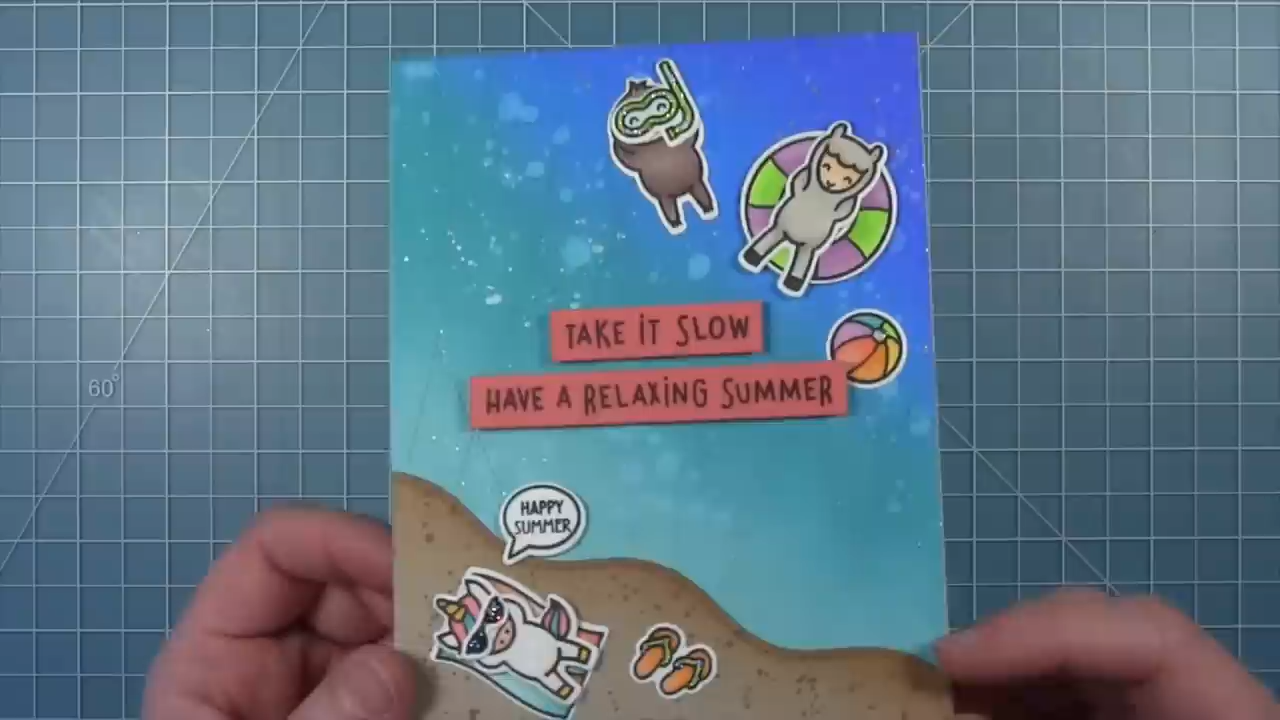 TAKE IT SLOW
HAVE A RELAXING SUMMER
HAPPY
SUMMER
60°